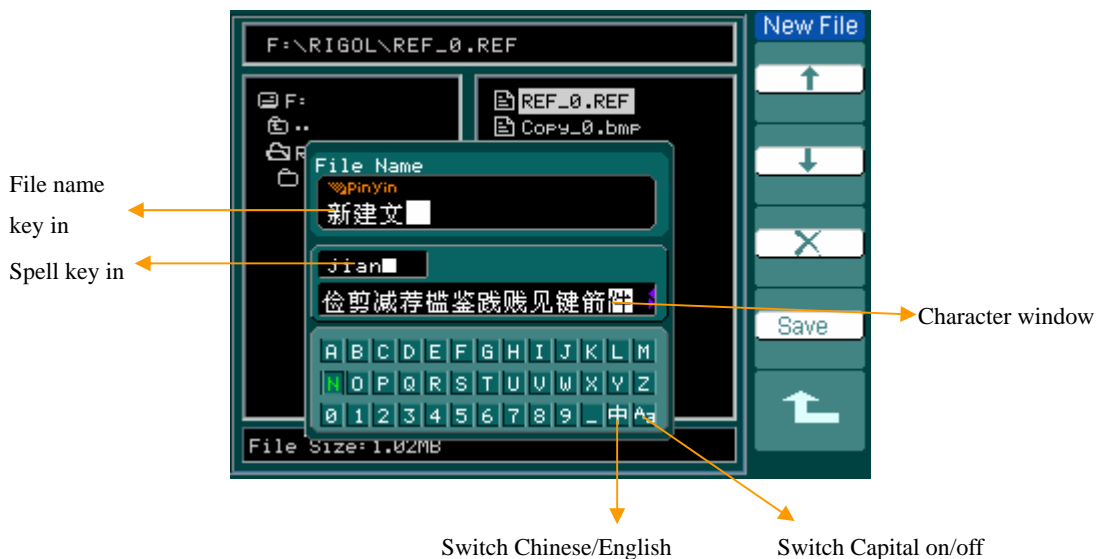 New File
F:\RIGOL\REF_0.REF
F:
REF_0.REF
..
Copy_0.bmp
R
File Name
PinYin
新建文
jian
俭剪减荐槛鉴践贱见键箭件
A B C D E F G H I J K L M
N O P Q R S T U V W X Y Z
0 1 2 3 4 5 6 7 8 9 _ 中 Aa
File Size:1.02MB
Save
File name
key in
Spell key in
Character window
Switch Chinese/English
Switch Capital on/off